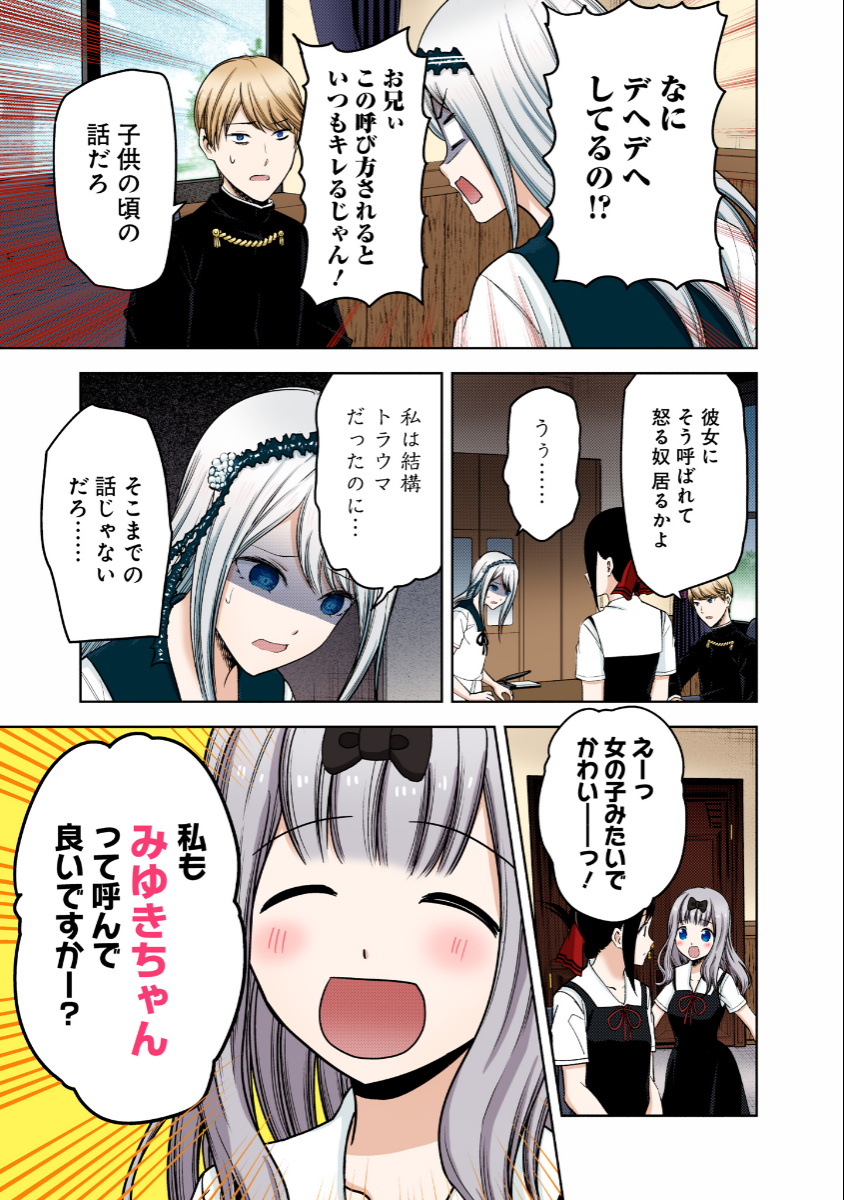 なに
デヘデヘ
してるの!?
お兄ぃ
この呼び方されると
いつもキレるじゃん!
子供の頃の
話だろ
彼女に
そう呼ばれて
怒る奴居るかよ
うぅ……
私は結構
トラウマ
だったのに…
そこまでの
話じゃない
だろ……
えーっ
女の子みたいで
かわいーーっ!
私も
みゆきちゃん
って呼んで
良いですかー?